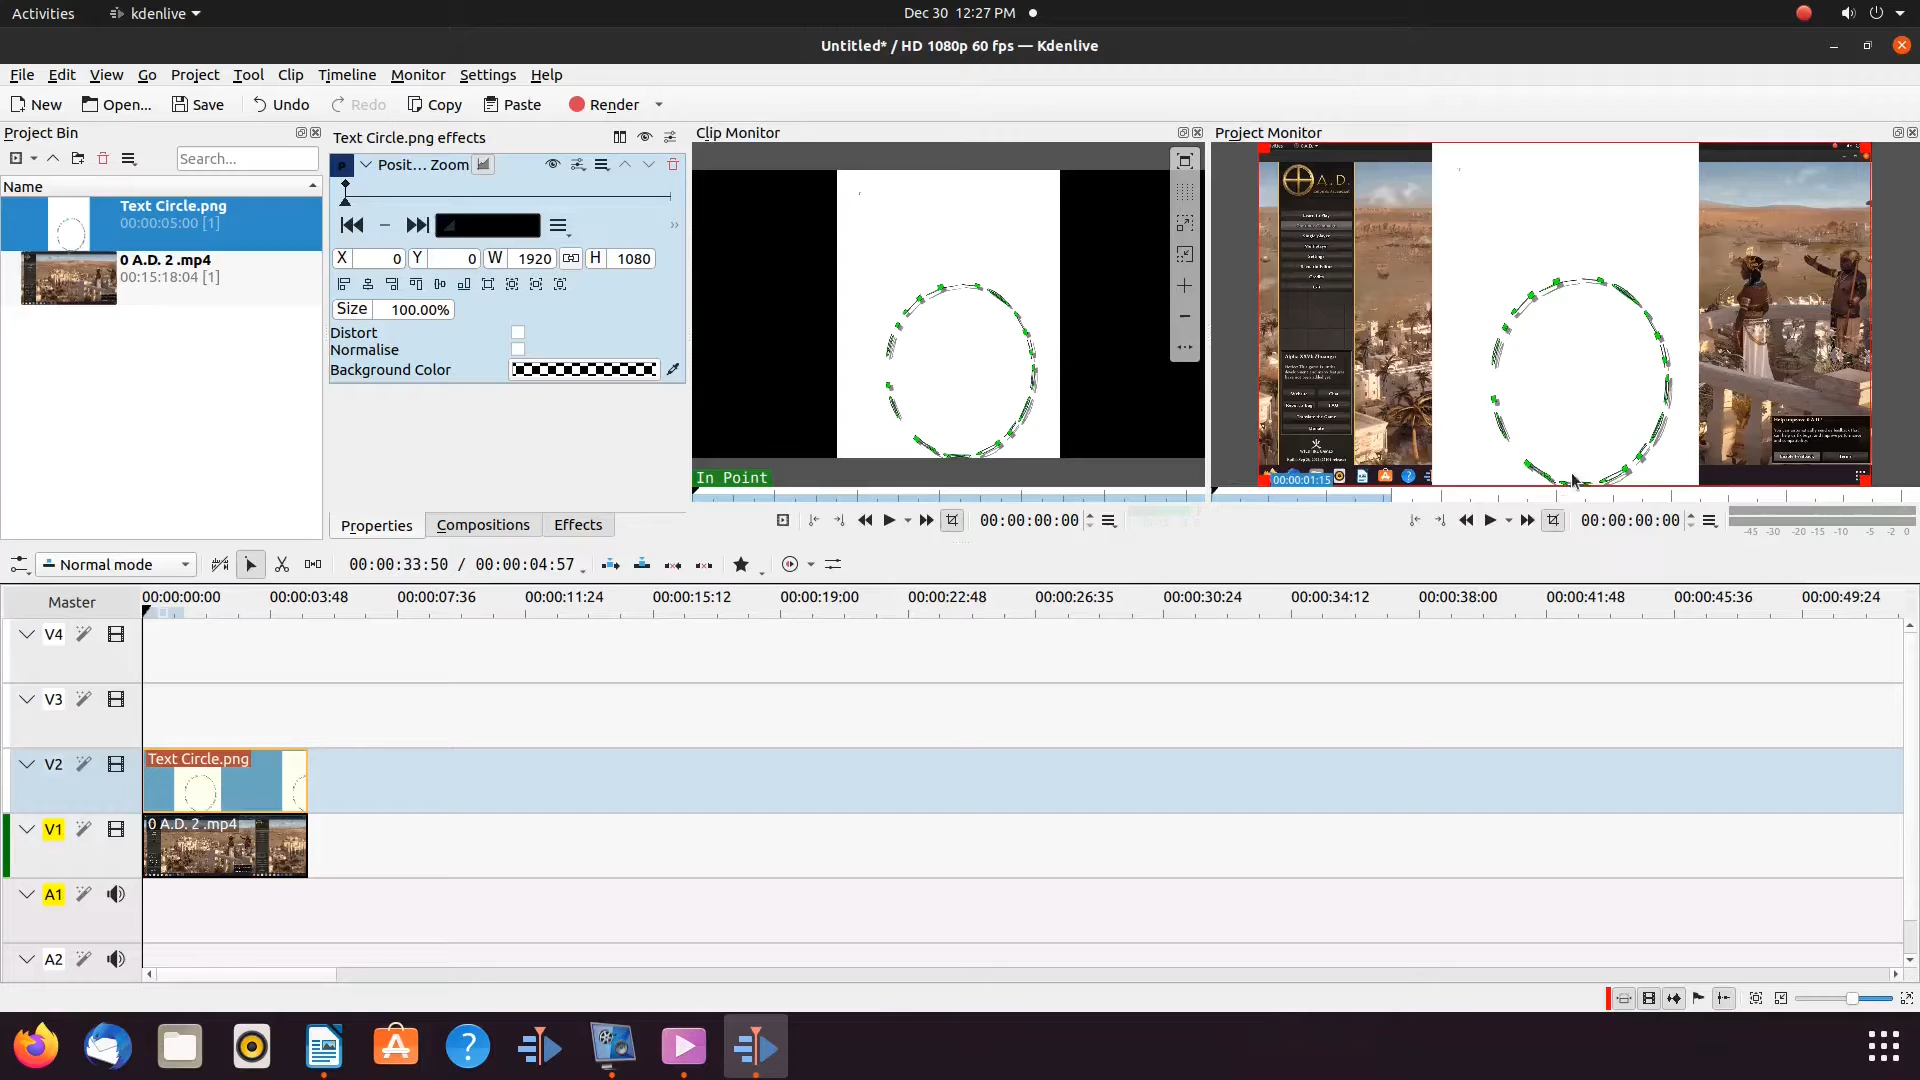 Activities kdenlive Dec 30 12:27 PM
Untitled* / HD 1080p 60 fps — Kdenlive
File Edit View Go Project Tool Clip Timeline Monitor Settings Help
New Open... Save Undo Redo Copy Paste Render
Project Bin
Search...
Name
Text Circle.png
00:00:05:00 [1]
0 A.D. 2 .mp4
00:15:18:04 [1]
Text Circle.png effects
Posit... Zoom
X 0 Y 0 W 1920 H 1080
Size 100.00%
Distort
Normalise
Background Color
Properties Compositions Effects
Clip Monitor
In Point
00:00:00:00
Project Monitor
A.D.
00:00:01:15
00:00:00:00
-45 -30 -20 -15 -10 -5 -2 0
Normal mode 00:00:33:50 / 00:00:04:57
Master 00:00:00:00 00:00:03:48 00:00:07:36 00:00:11:24 00:00:15:12 00:00:19:00 00:00:22:48 00:00:26:35 00:00:30:24 00:00:34:12 00:00:38:00 00:00:41:48 00:00:45:36 00:00:49:24
V4
V3
V2 Text Circle.png
V1 0 A.D. 2 .mp4
A1
A2